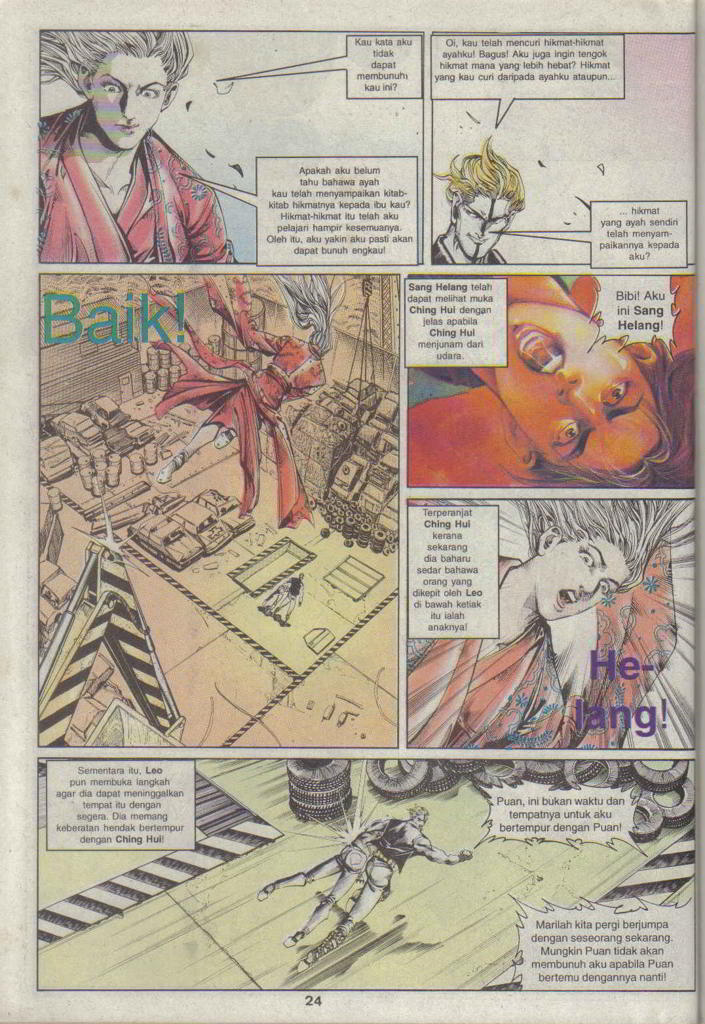 Kau kata aku
tidak
dapat
membunuh
kau ini?
Apakah aku belum
tahu bahawa ayah
kau telah menyampaikan kitab-
kitab hikmatnya kepada ibu kau?
Hikmat-hikmat itu telah aku
pelajari hampir kesemuanya.
Oleh itu, aku yakin aku pasti akan
dapat bunuh engkau!
Oi, kau telah mencuri hikmat-hikmat
ayahku! Bagus! Aku juga ingin tengok
hikmat mana yang lebih hebat? Hikmat
yang kau curi daripada ayahku ataupun...
... hikmat
yang ayah sendiri
telah menyam-
paikannya kepada
aku?
Baik!
Sang Helang telah
dapat melihat muka
Ching Hui dengan
jelas apabila
Ching Hui
menjunam dari
udara.
Bibi! Aku
ini Sang
Helang!
Terperanjat
Ching Hui
kerana
sekarang
dia baharu
sedar bahawa
orang yang
dikepit oleh Leo
di bawah ketiak
itu ialah
anaknya!
He-
lang!
Sementara itu, Leo
pun membuka langkah
agar dia dapat meninggalkan
tempat itu dengan
segera. Dia memang
keberatan hendak bertempur
dengan Ching Hui!
Puan, ini bukan waktu dan
tempatnya untuk aku
bertempur dengan Puan!
Marilah kita pergi berjumpa
dengan seseorang sekarang.
Mungkin Puan tidak akan
membunuh aku apabila Puan
bertemu dengannya nanti!
24